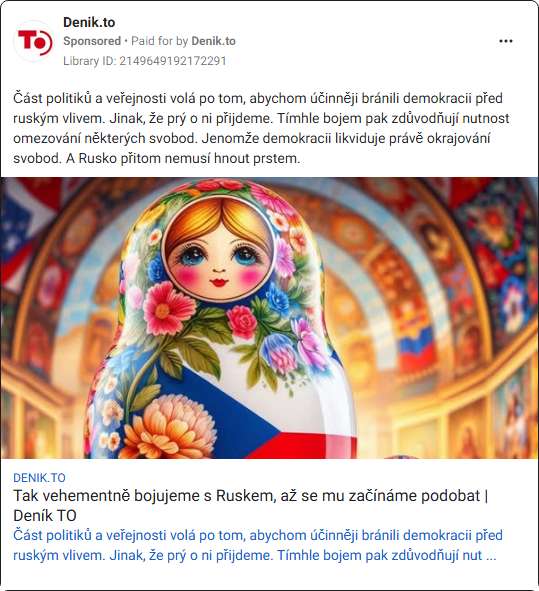 Denik.to
Sponsored • Paid for by Denik.to
Library ID: 2149649192172291
TO
Část politiků a veřejnosti volá po tom, abychom účinněji bránili demokracii před
ruským vlivem. Jinak, že prý o ni přijdeme. Tímhle bojem pak zdůvodňují nutnost
omezování některých svobod. Jenomže demokracii likviduje právě okrajování
svobod. A Rusko přitom nemusí hnout prstem.
DENIK.TO
Tak vehementně bojujeme s Ruskem, až se mu začínáme podobat |
Deník TO
Část politiků a veřejnosti volá po tom, abychom účinněji bránili demokracii před
ruským vlivem. Jinak, že prý o ni přijdeme. Tímhle bojem pak zdůvodňují nut ...